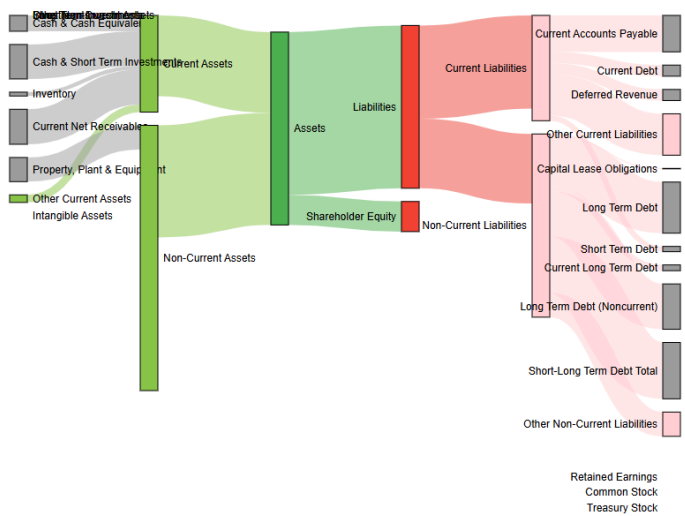 Cash & Cash Equivale
Cash & Short Term Investments
Inventory
Current Net Receivables
Property, Plant & Equipment
Other Current Assets
Intangible Assets
Current Assets
Non-Current Assets
Assets
Liabilities
Shareholder Equity
Current Liabilities
Non-Current Liabilities
Current Accounts Payable
Current Debt
Deferred Revenue
Other Current Liabilities
Capital Lease Obligations
Long Term Debt
Short Term Debt
Current Long Term Debt
Long Term Debt (Noncurrent)
Short-Long Term Debt Total
Other Non-Current Liabilities
Retained Earnings
Common Stock
Treasury Stock